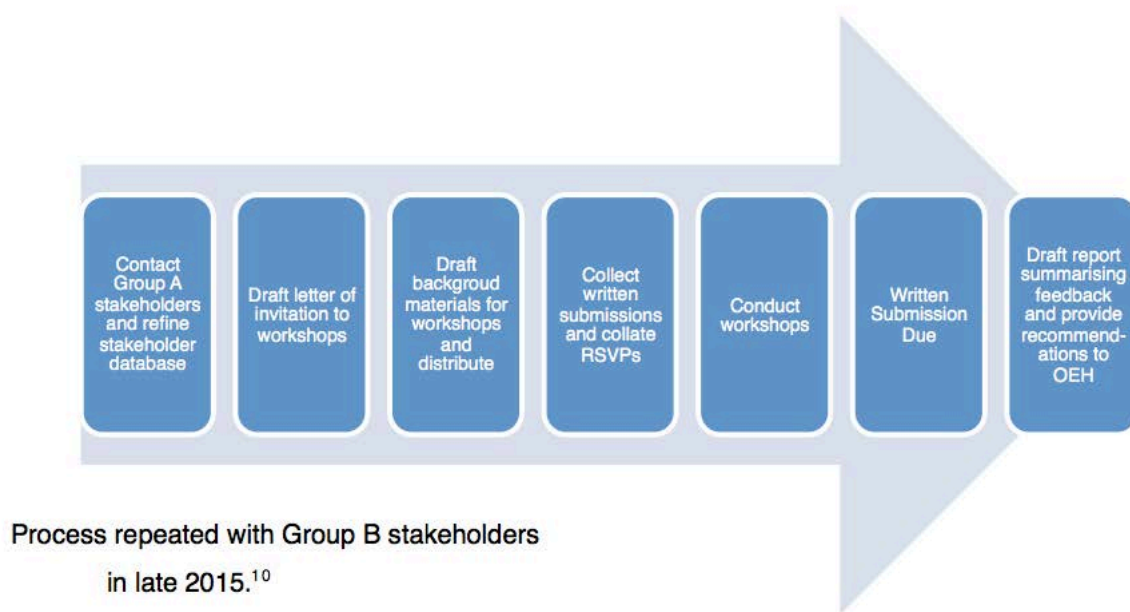 Contact
Group A
stakeholders
and refine
stakeholder
database
Draft letter of
invitation to
workshops
Draft
backgroud
materials for
workshops
and
distribute
Collect
written
submissions
and collate
RSVPs
Conduct
workshops
Written
Submission
Due
Draft report
summarising
feedback
and provide
recommend-
ations to
OEH
Process repeated with Group B stakeholders
in late 2015.¹⁰